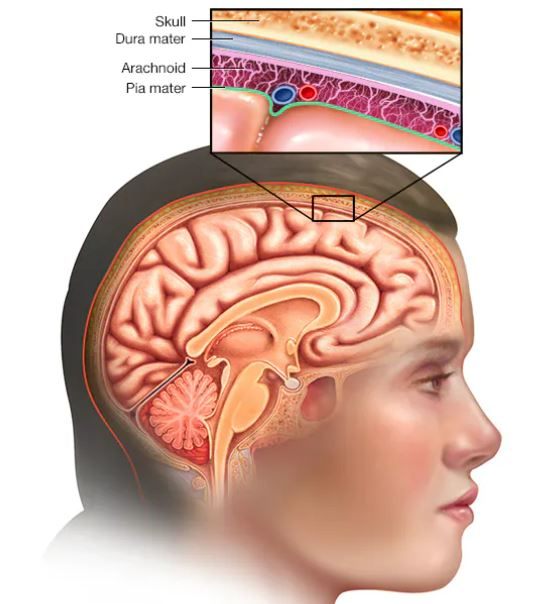 Skull
Dura mater
Arachnoid
Pia mater